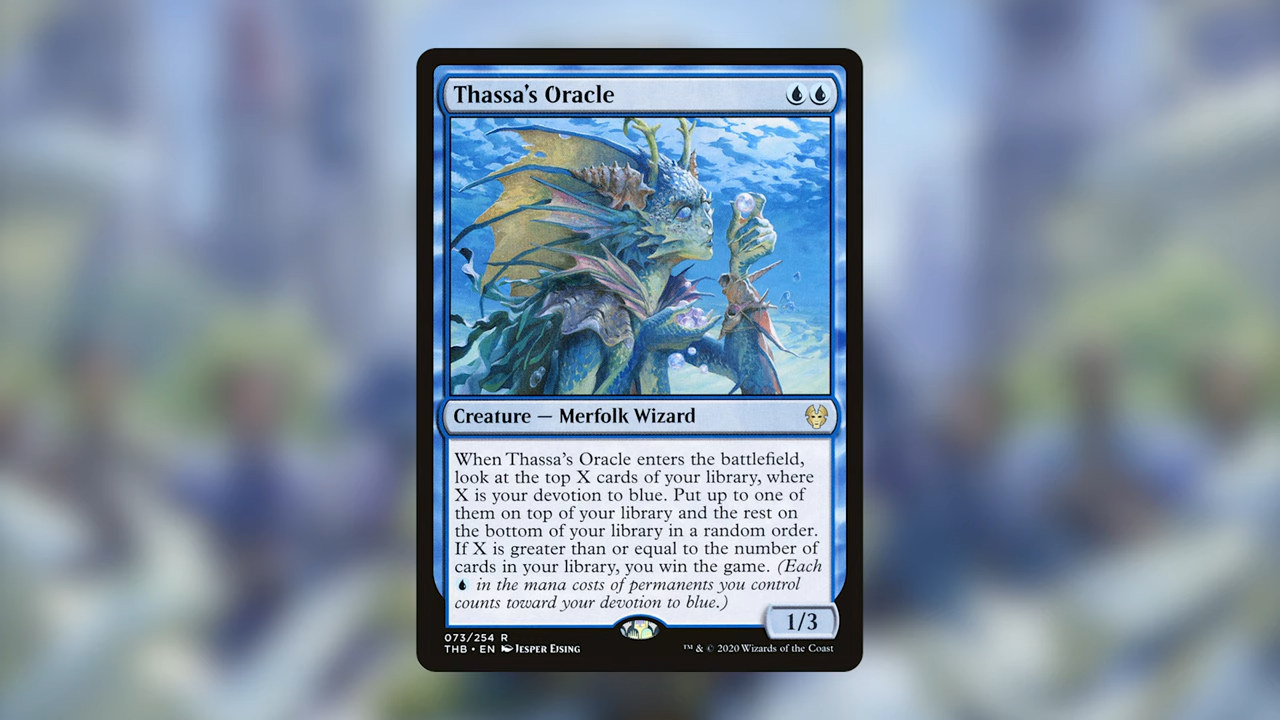 Thassa's Oracle
Creature — Merfolk Wizard
When Thassa's Oracle enters the battlefield,
look at the top X cards of your library, where
X is your devotion to blue. Put up to one of
them on top of your library and the rest on
the bottom of your library in a random order.
If X is greater than or equal to the number of
cards in your library, you win the game. (Each
in the mana costs of permanents you control
counts toward your devotion to blue.)
1/3
073/254 R
THB • EN Jesper Ejsing
™ & © 2020 Wizards of the Coast